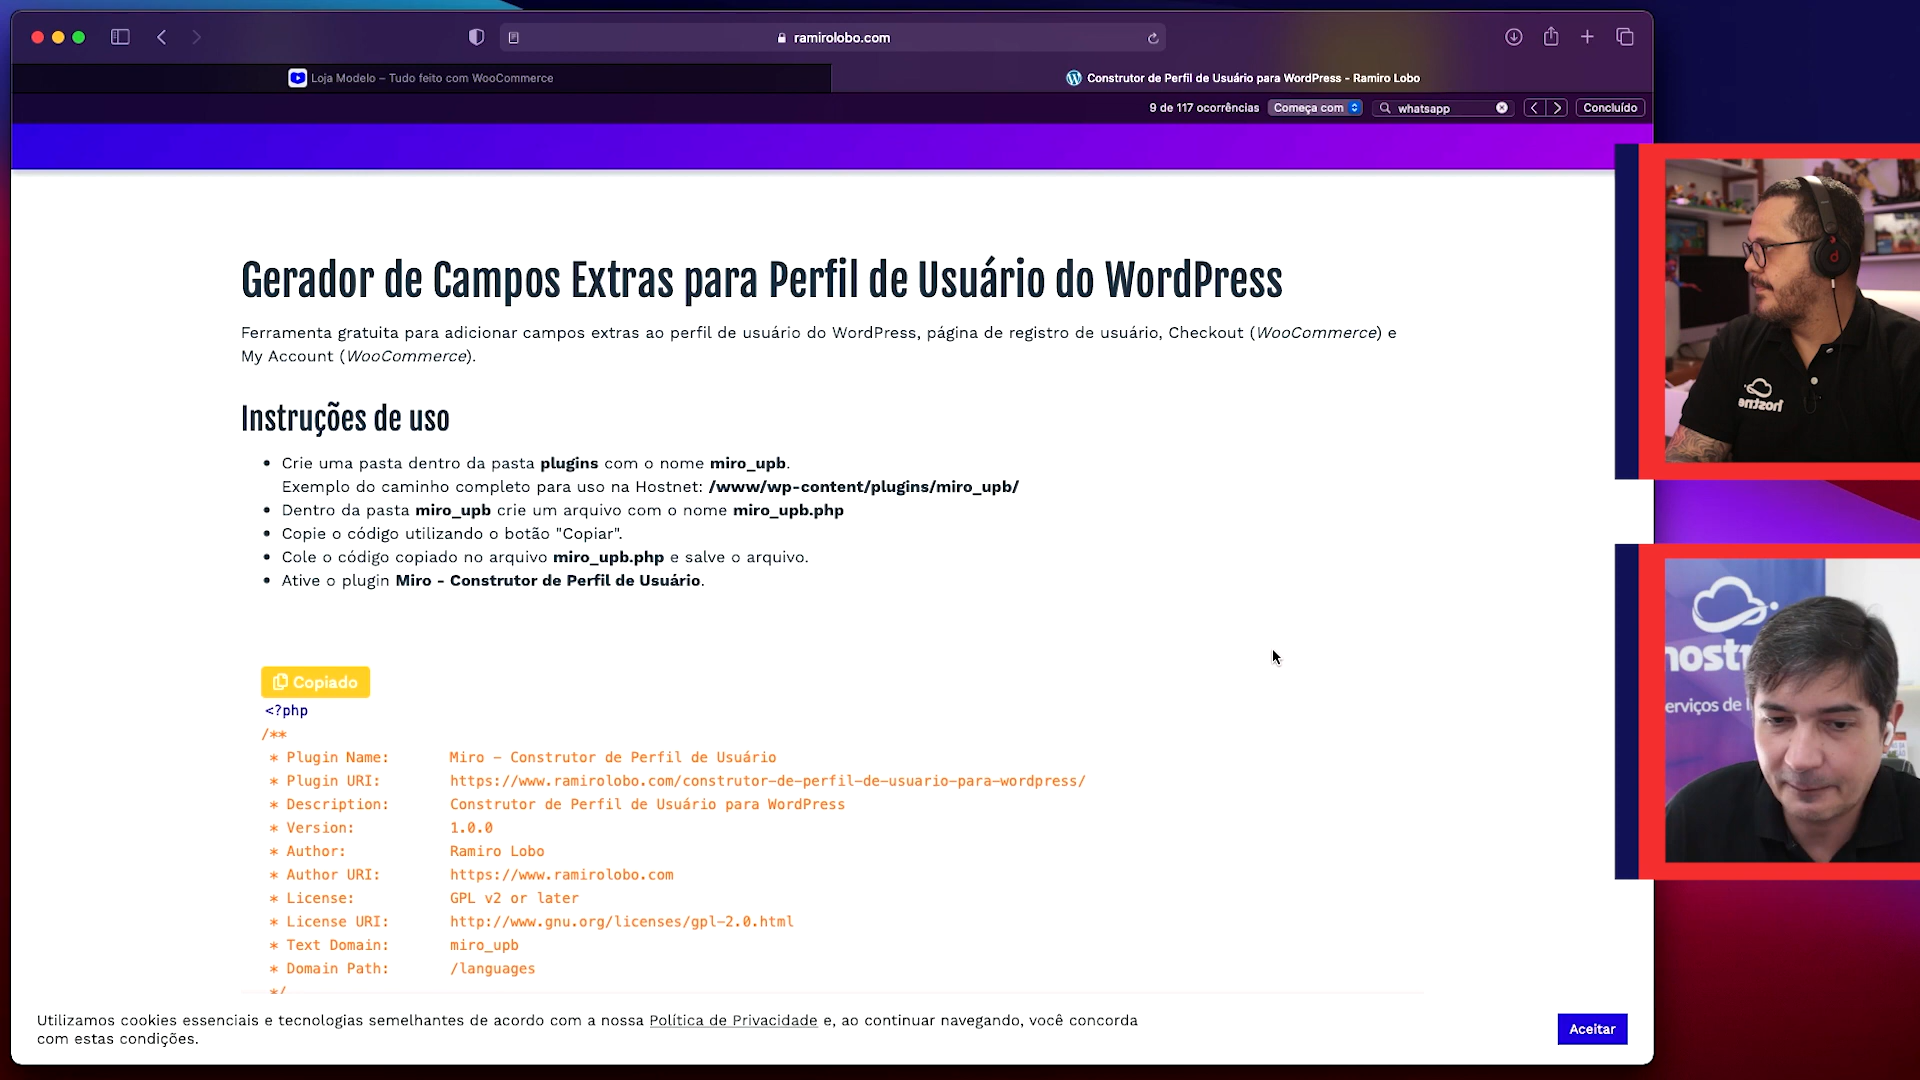 ramirolobo.com
Loja Modelo – Tudo feito com WooCommerce
Construtor de Perfil de Usuário para WordPress - Ramiro Lobo
9 de 117 ocorrências
Começa com
whatsapp
Concluído
Gerador de Campos Extras para Perfil de Usuário do WordPress
Ferramenta gratuita para adicionar campos extras ao perfil de usuário do WordPress, página de registro de usuário, Checkout (WooCommerce) e
My Account (WooCommerce).
Instruções de uso
Crie uma pasta dentro da pasta plugins com o nome miro_upb.
Exemplo do caminho completo para uso na Hostnet: /www/wp-content/plugins/miro_upb/
Dentro da pasta miro_upb crie um arquivo com o nome miro_upb.php
Copie o código utilizando o botão "Copiar".
Cole o código copiado no arquivo miro_upb.php e salve o arquivo.
Ative o plugin Miro - Construtor de Perfil de Usuário.
Copiado
<?php
/**
* Plugin Name: Miro – Construtor de Perfil de Usuário
* Plugin URI: https://www.ramirolobo.com/construtor-de-perfil-de-usuario-para-wordpress/
* Description: Construtor de Perfil de Usuário para WordPress
* Version: 1.0.0
* Author: Ramiro Lobo
* Author URI: https://www.ramirolobo.com
* License: GPL v2 or later
* License URI: http://www.gnu.org/licenses/gpl-2.0.html
* Text Domain: miro_upb
* Domain Path: /languages
*/
Utilizamos cookies essenciais e tecnologias semelhantes de acordo com a nossa Política de Privacidade e, ao continuar navegando, você concorda
com estas condições.
Aceitar
hostne
host
erviços de